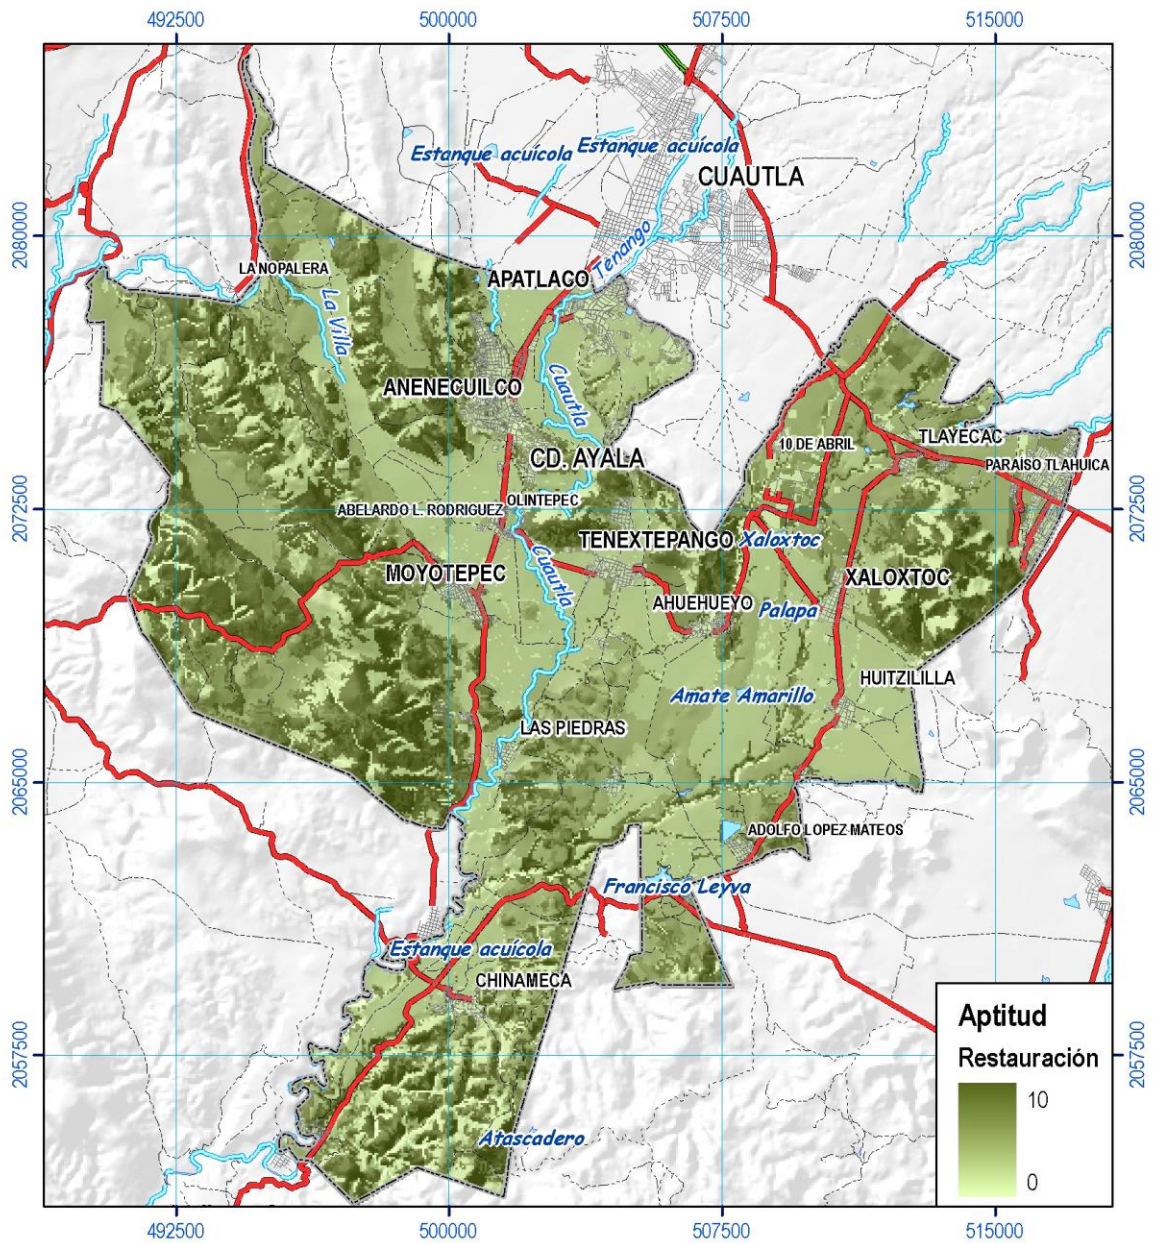 492500
500000
507500
515000
Estanque acuícola
Estanque acuícola
CUAUTLA
2080000
2080000
Tenango
LA NOPALERA
APATLACO
La Villa
ANENECUILCO
Cuautla
10 DE ABRIL
TLAYECAC
CD. AYALA
PARAÍSO TLAHUICA
OLINTEPEC
2072500
2072500
ABELARDO L. RODRIGUEZ
TENEXTEPANGO
Xaloxtoc
MOYOTEPEC
Cuautla
XALOXTOC
AHUEHUEYO
Palapa
HUITZILILLA
Amate Amarillo
LAS PIEDRAS
2065000
2065000
ADOLFO LOPEZ MATEOS
Francisco Leyva
Estanque acuícola
CHINAMECA
Aptitud
Restauración
10
0
2057500
2057500
Atascadero
492500
500000
507500
515000